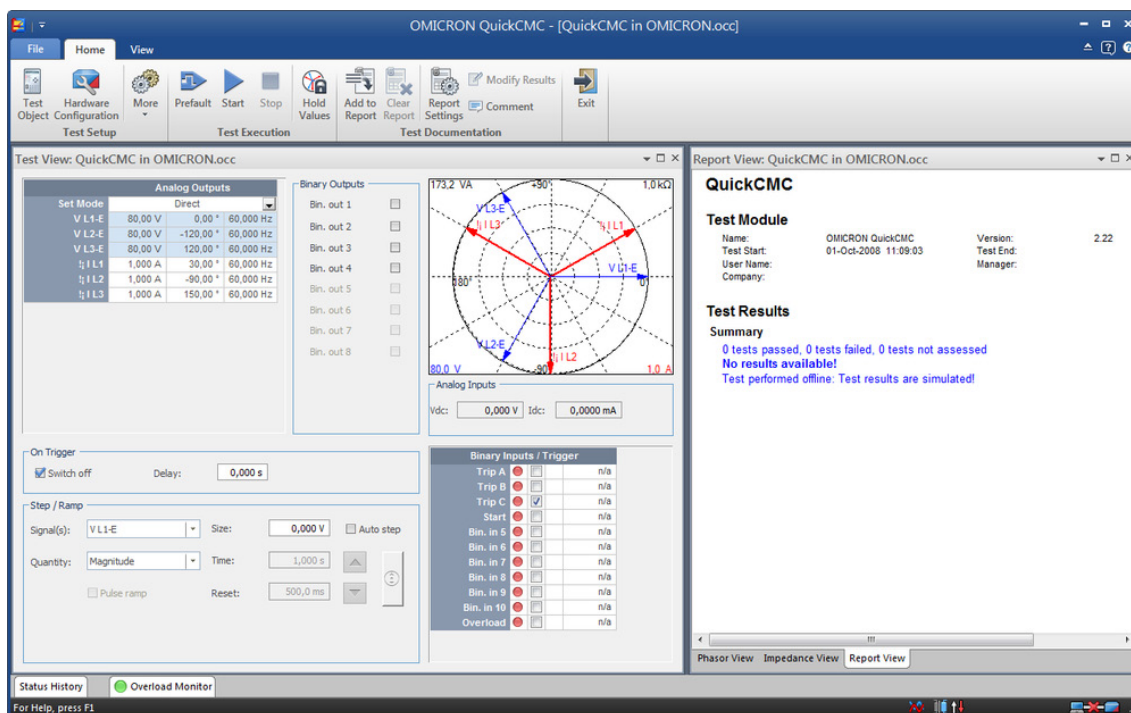 OMICRON QuickCMC - [QuickCMC in OMICRON.occ]
File Home View
Test Object
Hardware Configuration
More
Prefault
Start
Stop
Hold Values
Add to Report
Clear Report
Report Settings
Modify Results
Comment
Exit
Test Setup
Test Execution
Test Documentation
Test View: QuickCMC in OMICRON.occ
Analog Outputs
Set Mode Direct
V L1-E 80,00 V 0,00 ° 60,000 Hz
V L2-E 80,00 V -120,00 ° 60,000 Hz
V L3-E 80,00 V 120,00 ° 60,000 Hz
I L1 1,000 A 30,00 ° 60,000 Hz
I L2 1,000 A -90,00 ° 60,000 Hz
I L3 1,000 A 150,00 ° 60,000 Hz
Binary Outputs
Bin. out 1
Bin. out 2
Bin. out 3
Bin. out 4
Bin. out 5
Bin. out 6
Bin. out 7
Bin. out 8
173,2 VA +90° 1,0 kΩ
V L3-E
I L3 I L1
V L1-E
180° 0°
V L2-E
I L2
80,0 V -90° 1,0 A
Analog Inputs
Vdc: 0,000 V Idc: 0,0000 mA
On Trigger
Switch off Delay: 0,000 s
Step / Ramp
Signal(s): V L1-E Size: 0,000 V Auto step
Quantity: Magnitude Time: 1,000 s
Pulse ramp Reset: 500,0 ms
Binary Inputs / Trigger
Trip A n/a
Trip B n/a
Trip C n/a
Start n/a
Bin. in 5 n/a
Bin. in 6 n/a
Bin. in 7 n/a
Bin. in 8 n/a
Bin. in 9 n/a
Bin. in 10 n/a
Overload n/a
Report View: QuickCMC in OMICRON.occ
QuickCMC
Test Module
Name: OMICRON QuickCMC Version: 2.22
Test Start: 01-Oct-2008 11:09:03 Test End:
User Name: Manager:
Company:
Test Results
Summary
0 tests passed, 0 tests failed, 0 tests not assessed
No results available!
Test performed offline: Test results are simulated!
Phasor View Impedance View Report View
Status History Overload Monitor
For Help, press F1